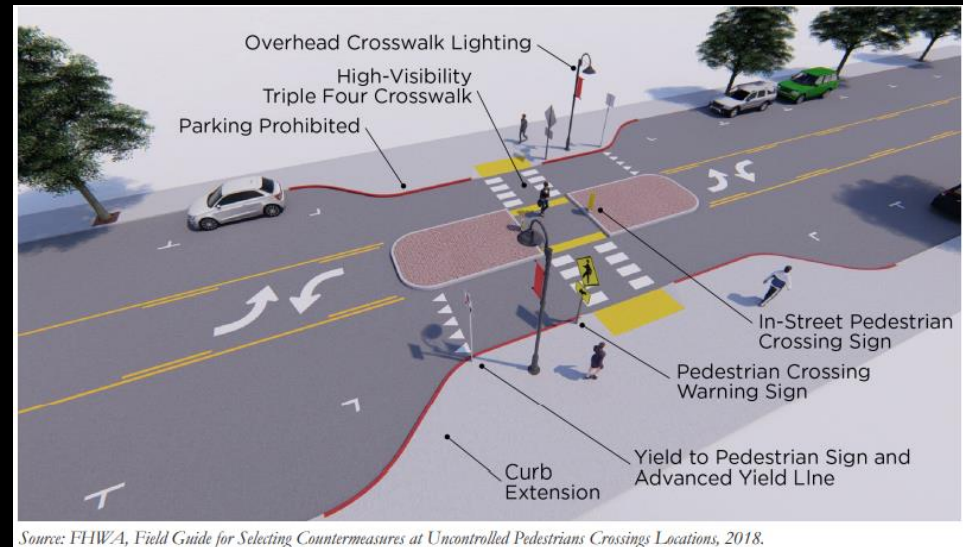 Overhead Crosswalk Lighting
High-Visibility
Triple Four Crosswalk
Parking Prohibited
In-Street Pedestrian
Crossing Sign
Pedestrian Crossing
Warning Sign
Yield to Pedestrian Sign and
Advanced Yield LIne
Curb
Extension
Source: FHWA, Field Guide for Selecting Countermeasures at Uncontrolled Pedestrians Crossings Locations, 2018.